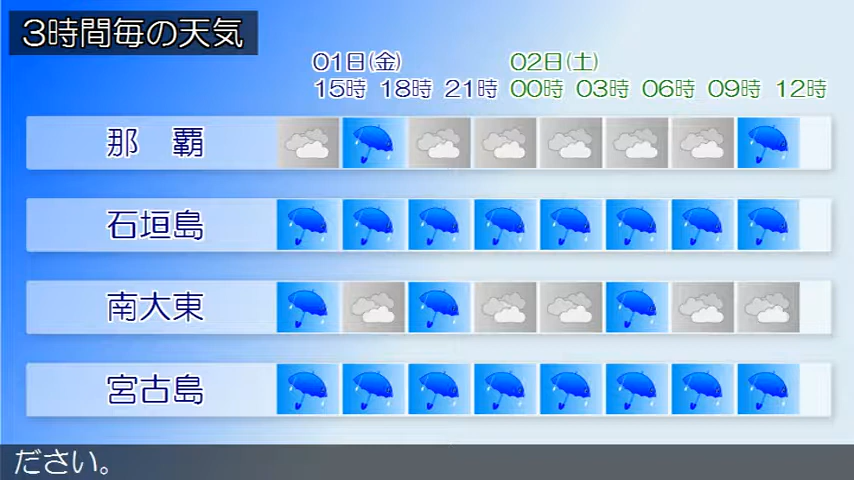 3時間毎の天気
01日(金) 02日(土)
15時 18時 21時 00時 03時 06時 09時 12時
那 覇
石垣島
南大東
宮古島
ださい。